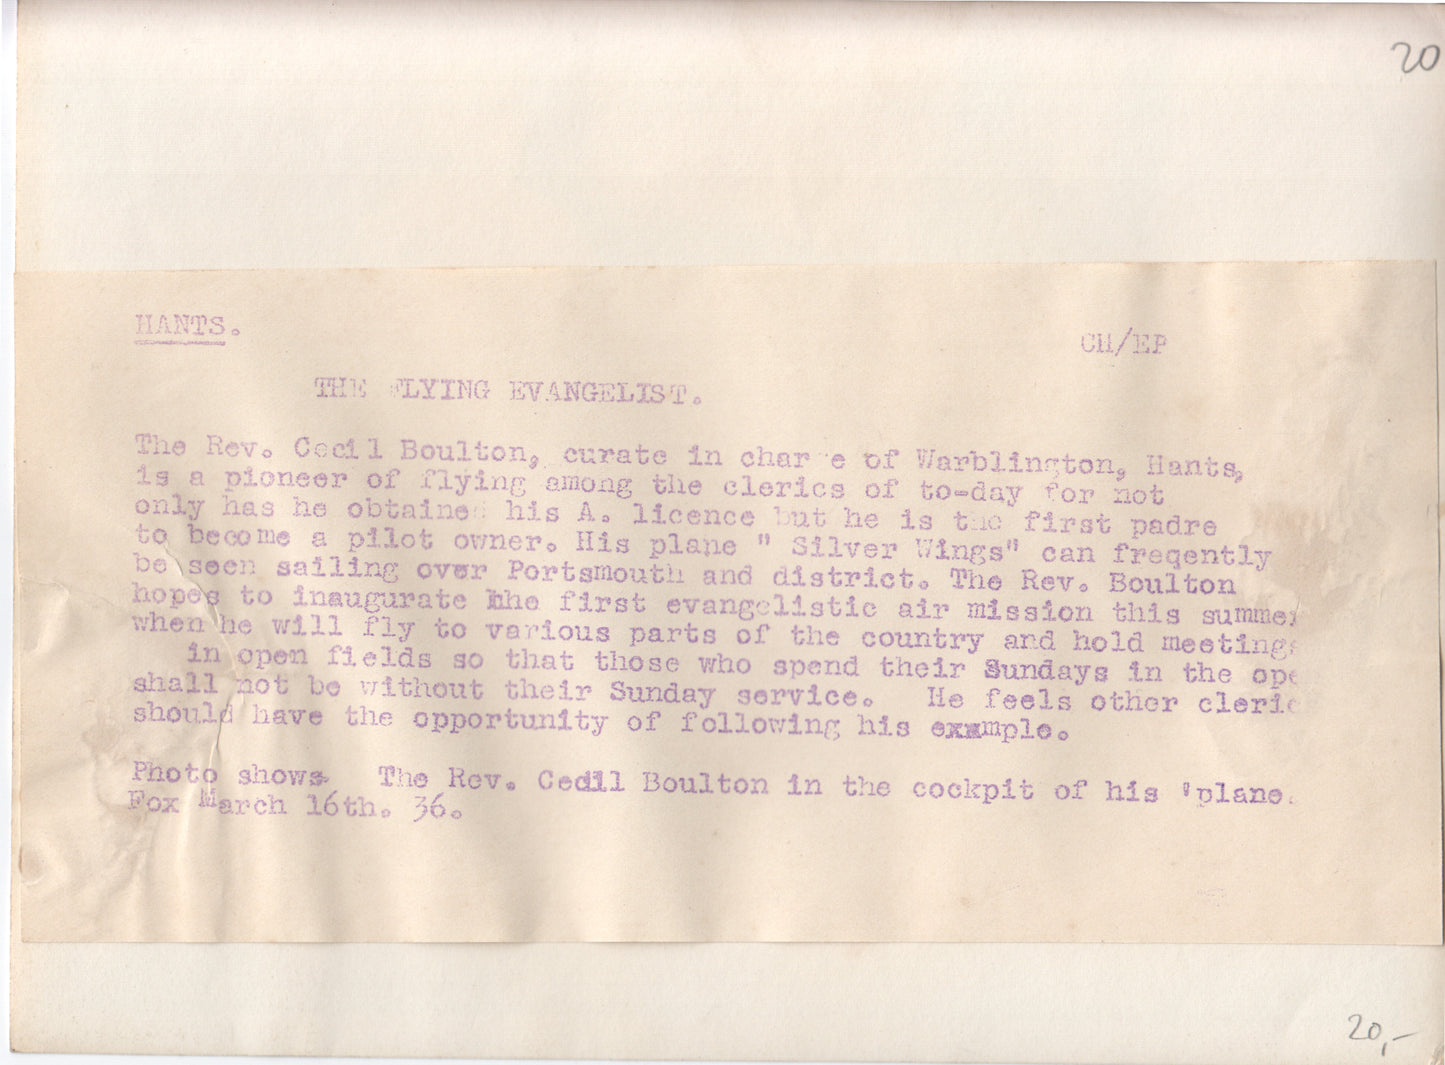 20
HANTS.
CH/EP
THE FLYING EVANGELIST.
The Rev. Cecil Boulton, curate in charge of Warblington, Hants,
is a pioneer of flying among the clerics of to-day for not
only has he obtained his A. licence but he is the first padre
to become a pilot owner. His plane " Silver Wings" can freqently
be seen sailing over Portsmouth and district. The Rev. Boulton
hopes to inaugurate the first evangelistic air mission this summer
when he will fly to various parts of the country and hold meetings
in open fields so that those who spend their Sundays in the ope
shall not be without their Sunday service. He feels other cleric
should have the opportunity of following his exxmple.
Photo shows The Rev. Cedil Boulton in the cockpit of his 'plane.
Fox March 16th. 36.
20,-